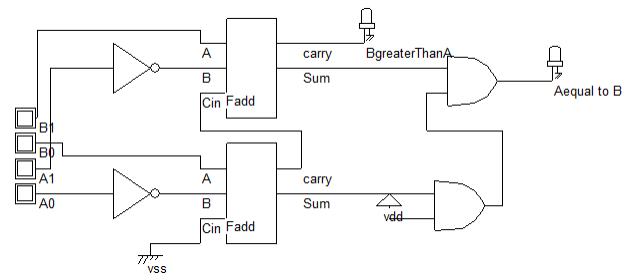 A
carry
BgreaterThanA
B
Sum
Cin
Fadd
Aequal to B
B1
B0
A1
A0
A
carry
B
Sum
vdd
Cin
Fadd
vss